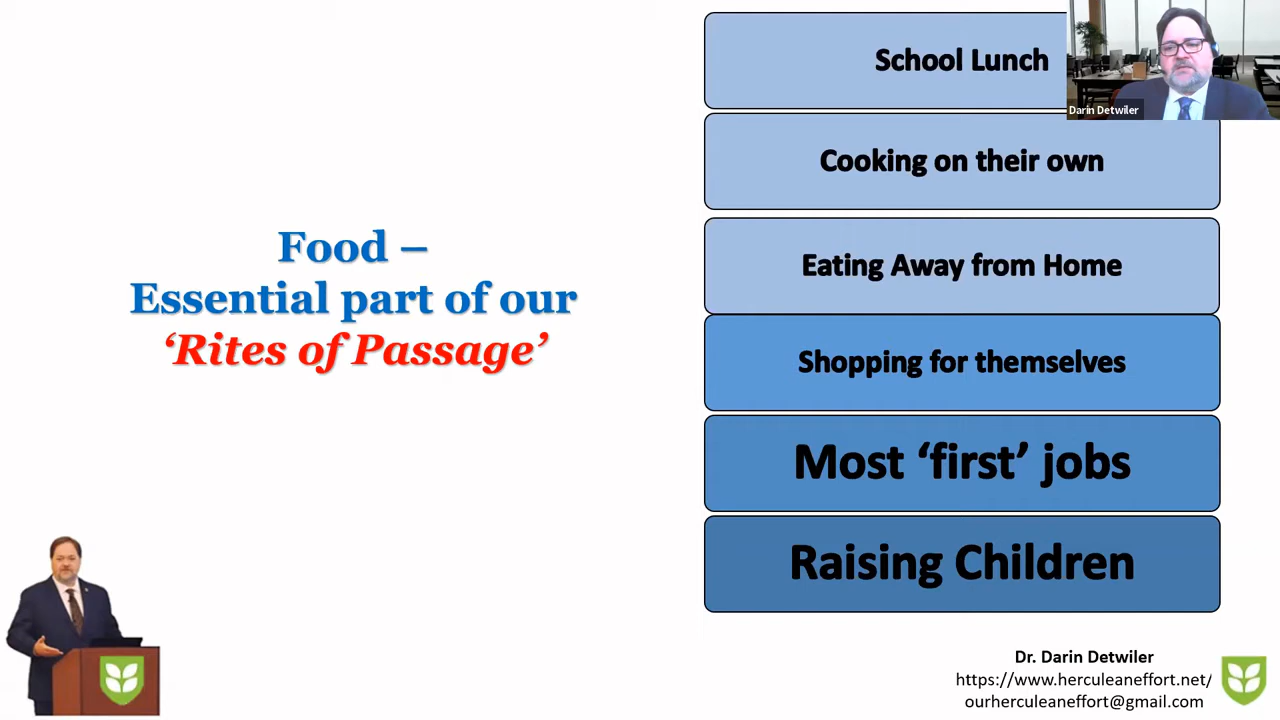 Food –
Essential part of our
‘Rites of Passage’
School Lunch
Darin Detwiler
Cooking on their own
Eating Away from Home
Shopping for themselves
Most ‘first’ jobs
Raising Children
Dr. Darin Detwiler
https://www.herculeaneffort.net/
ourherculeaneffort@gmail.com